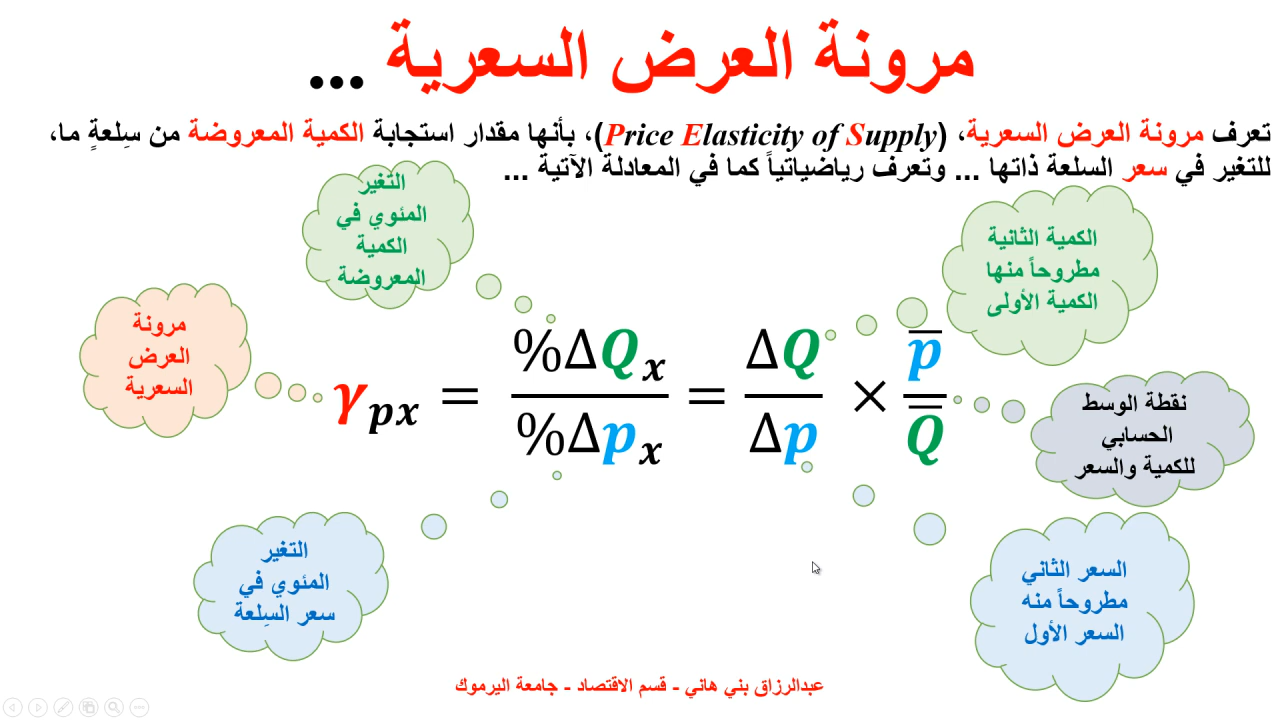 مرونة العرض السعرية ...
تعرف مرونة العرض السعرية، (Price Elasticity of Supply)، بأنها مقدار استجابة الكمية المعروضة من سِلعةٍ ما،
للتغير في سعر السلعة ذاتها ... وتعرف رياضياتياً كما في المعادلة الآتية ...
التغير
المئوي في
الكمية
المعروضة
الكمية الثانية
مطروحاً منها
الكمية الأولى
مرونة
العرض
السعرية
γ_px = %ΔQ_x / %Δp_x = ΔQ / Δp × p̅ / Q̅
نقطة الوسط
الحسابي
للكمية والسعر
التغير
المئوي في
سعر السِلعة
السعر الثاني
مطروحاً منه
السعر الأول
عبدالرزاق بني هاني - قسم الاقتصاد - جامعة اليرموك